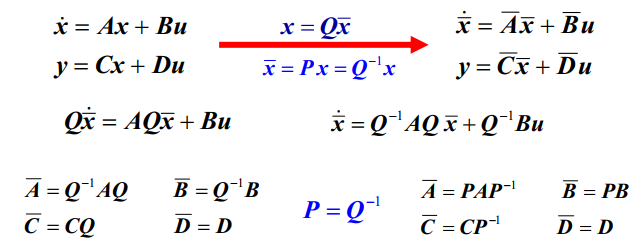 ẋ = Ax + Bu    x = Qx̄    x̄̇ = A̅x̄ + B̅u
y = Cx + Du    x̄ = Px = Q⁻¹x    y = C̅x̄ + D̅u
Qx̄̇ = AQx̄ + Bu    x̄̇ = Q⁻¹AQ x̄ + Q⁻¹Bu
A̅ = Q⁻¹AQ    B̅ = Q⁻¹B    P = Q⁻¹    A̅ = PAP⁻¹    B̅ = PB
C̅ = CQ    D̅ = D    C̅ = CP⁻¹    D̅ = D